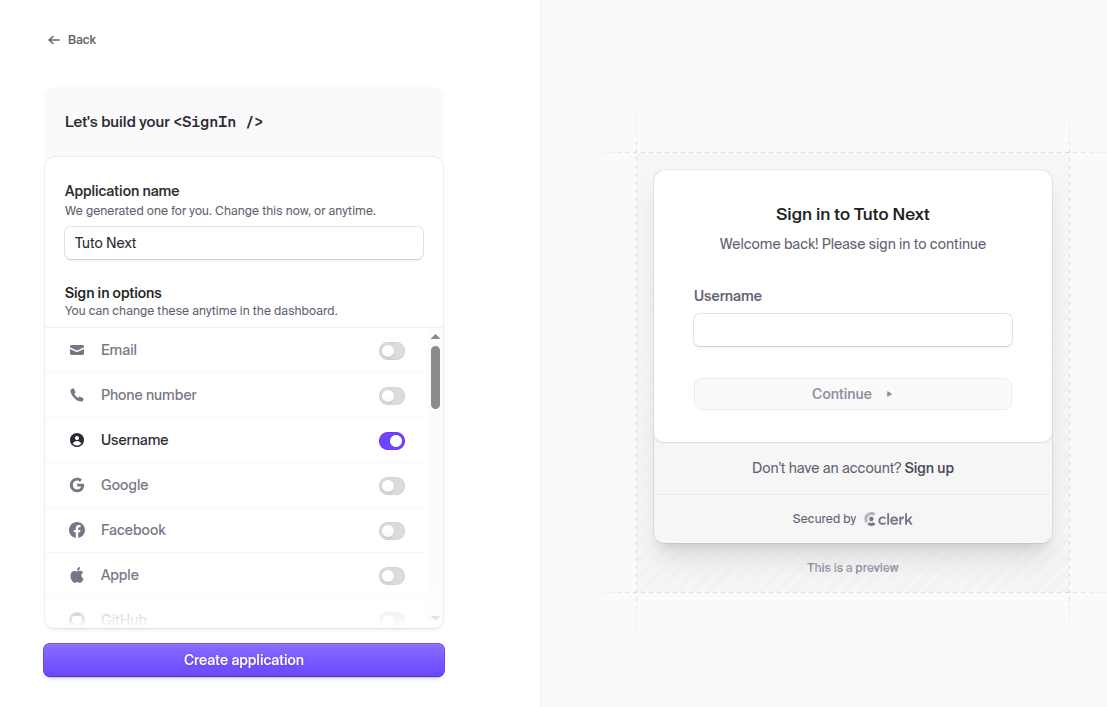 Back
Let's build your <SignIn />
Application name
We generated one for you. Change this now, or anytime.
Tuto Next
Sign in options
You can change these anytime in the dashboard.
Email
Phone number
Username
Google
Facebook
Apple
GitHub
Create application
Sign in to Tuto Next
Welcome back! Please sign in to continue
Username
Continue
Don't have an account? Sign up
Secured by clerk
This is a preview